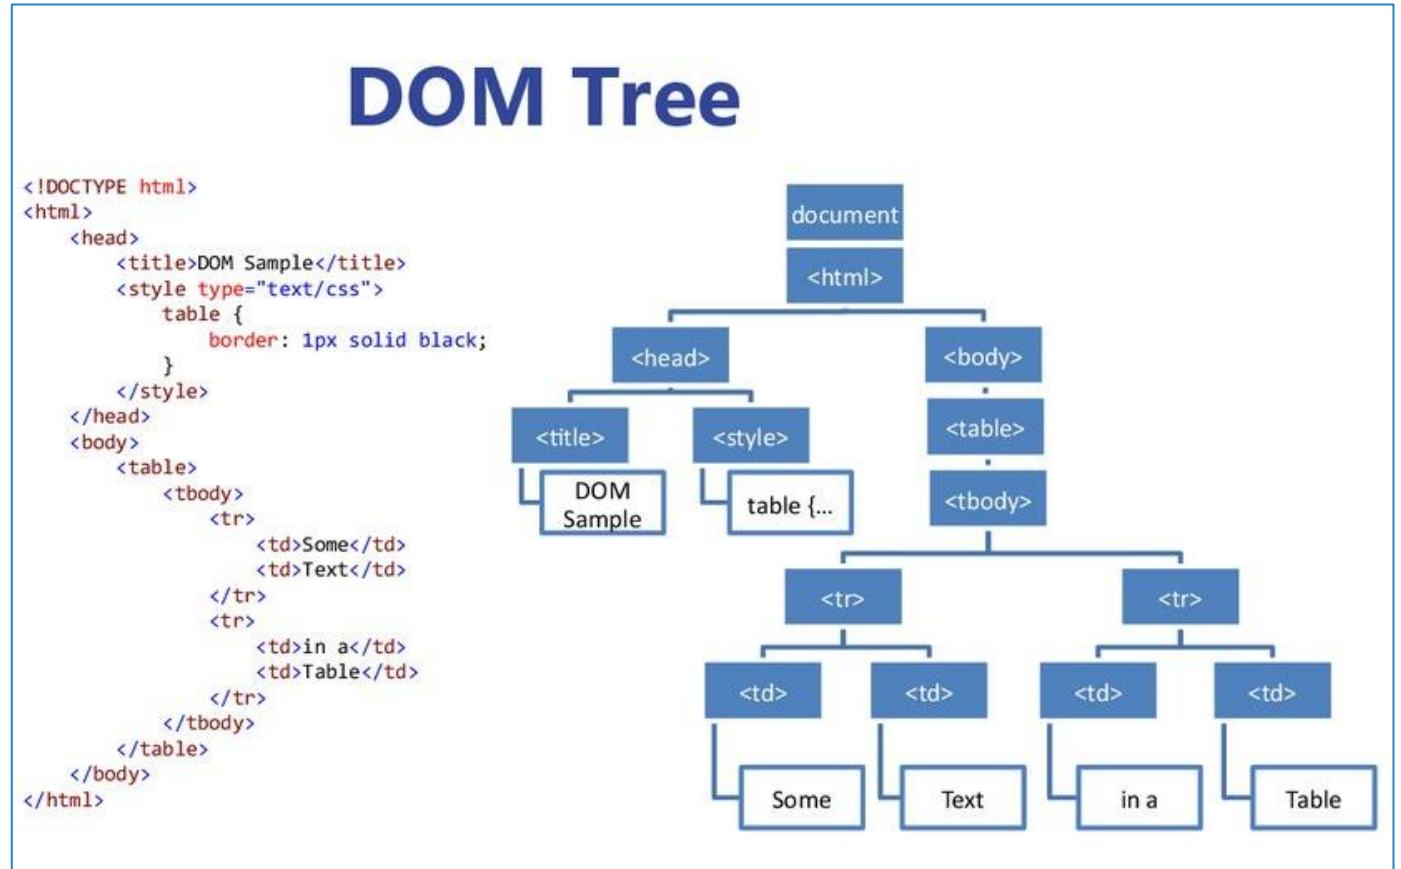 DOM Tree
<!DOCTYPE html>
<html>
    <head>
        <title>DOM Sample</title>
        <style type="text/css">
            table {
                border: 1px solid black;
            }
        </style>
    </head>
    <body>
        <table>
            <tbody>
                <tr>
                    <td>Some</td>
                    <td>Text</td>
                </tr>
                <tr>
                    <td>in a</td>
                    <td>Table</td>
                </tr>
            </tbody>
        </table>
    </body>
</html>
document
<html>
<head>
<body>
<title>
<style>
<table>
DOM
Sample
table {...
<tbody>
<tr>
<tr>
<td>
<td>
<td>
<td>
Some
Text
in a
Table